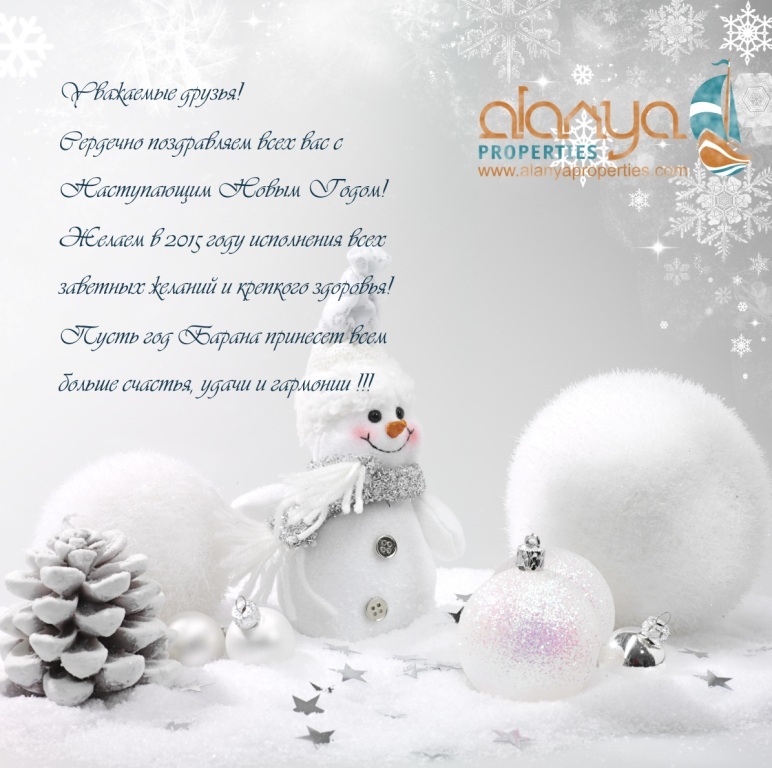 Уважаемые друзья!
Сердечно поздравляем всех вас с
Наступающим Новым Годом!
Желаем в 2015 году исполнения всех
заветных желаний и крепкого здоровья!
Пусть год Барана принесет всем
больше счастья, удачи и гармонии !!!
alanya
PROPERTIES
www.alanyaproperties.com